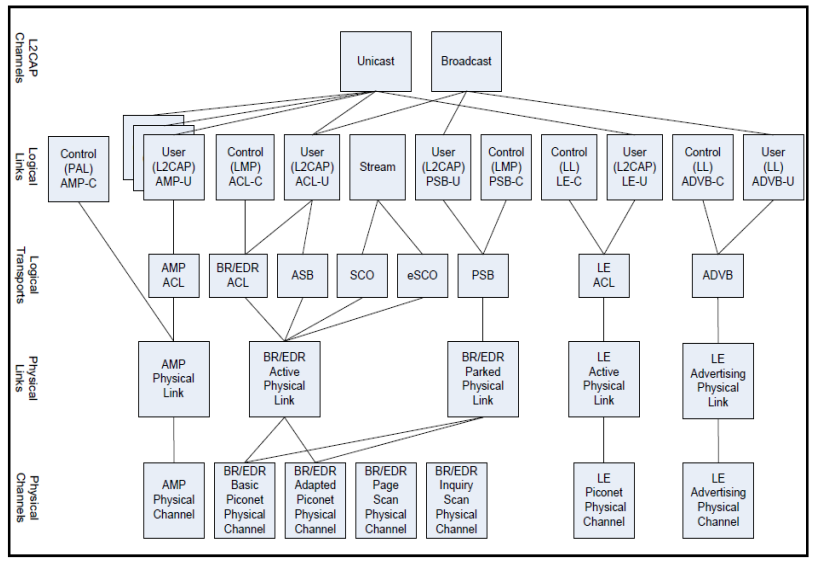 L2CAP
Channels
Unicast
Broadcast
Logical
Links
Control
(PAL)
AMP-C
User
(L2CAP)
AMP-U
Control
(LMP)
ACL-C
User
(L2CAP)
ACL-U
Stream
User
(L2CAP)
PSB-U
Control
(LMP)
PSB-C
Control
(LL)
LE-C
User
(L2CAP)
LE-U
Control
(LL)
ADVB-C
User
(LL)
ADVB-U
Logical
Transports
AMP
ACL
BR/EDR
ACL
ASB
SCO
eSCO
PSB
LE
ACL
ADVB
Physical
Links
AMP
Physical
Link
BR/EDR
Active
Physical
Link
BR/EDR
Parked
Physical
Link
LE
Active
Physical
Link
LE
Advertising
Physical
Link
Physical
Channels
AMP
Physical
Channel
BR/EDR
Basic
Piconet
Physical
Channel
BR/EDR
Adapted
Piconet
Physical
Channel
BR/EDR
Page
Scan
Physical
Channel
BR/EDR
Inquiry
Scan
Physical
Channel
LE
Piconet
Physical
Channel
LE
Advertising
Physical
Channel